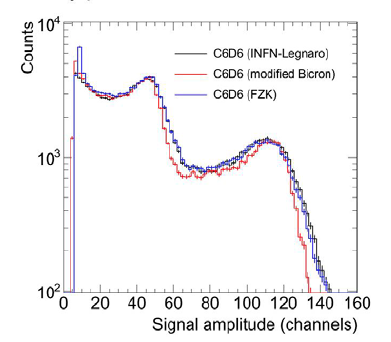 Counts
10^4
10^3
10^2
C6D6 (INFN-Legnaro)
C6D6 (modified Bicron)
C6D6 (FZK)
0 20 40 60 80 100 120 140 160
Signal amplitude (channels)